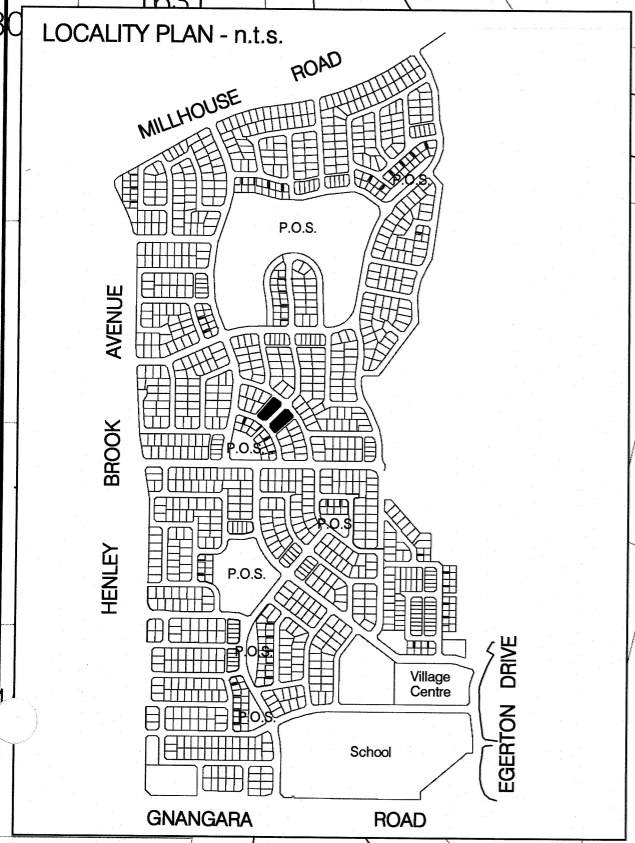 LOCALITY PLAN - n.t.s.
MILLHOUSE ROAD
P.O.S.
P.O.S.
HENLEY BROOK AVENUE
P.O.S.
P.O.S
P.O.S.
P.O.S.
Village
Centre
P.O.S.
School
EGERTON DRIVE
GNANGARA ROAD